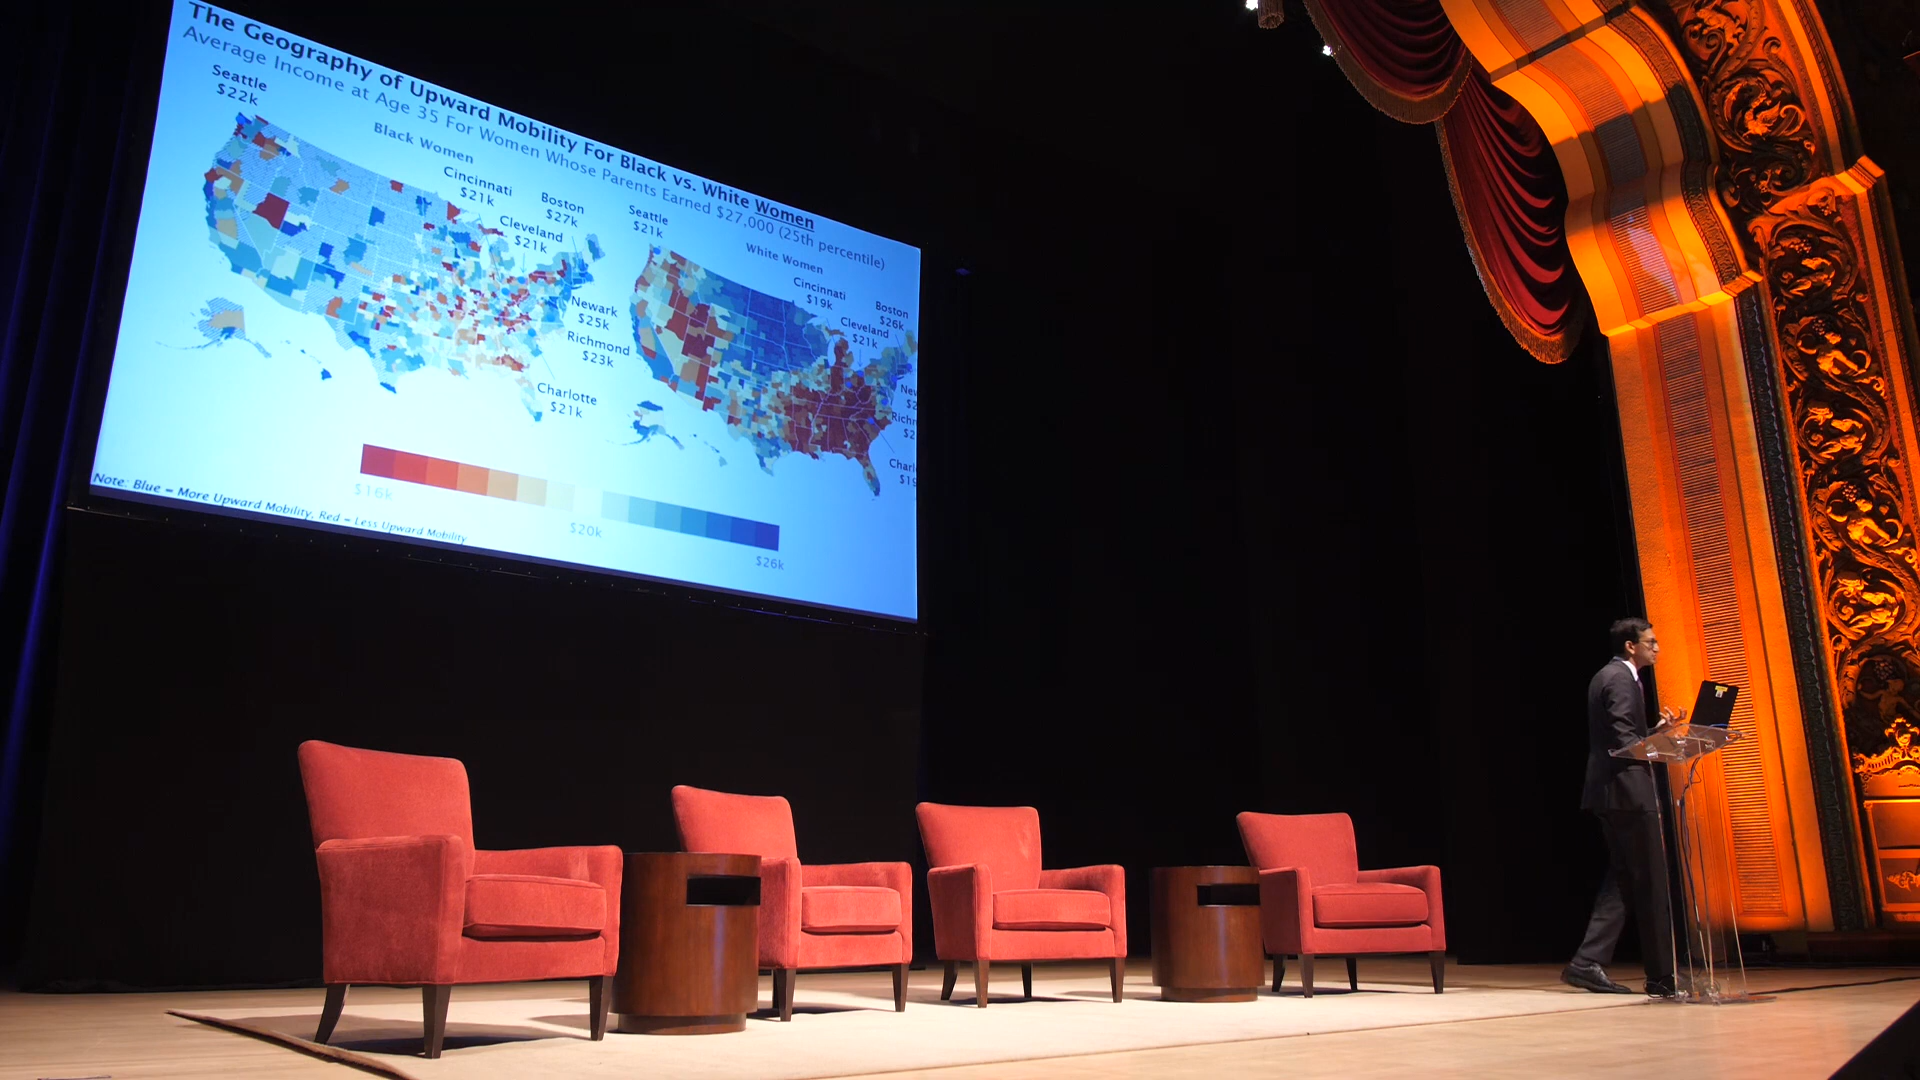 The Geography of Upward Mobility For Black vs. White Women
Average Income at Age 35 For Women Whose Parents Earned $27,000 (25th percentile)
Black Women
Seattle
$22k
Cincinnati
$21k
Boston
$27k
Cleveland
$21k
Newark
$25k
Richmond
$23k
Charlotte
$21k
White Women
Seattle
$21k
Cincinnati
$19k
Boston
$26k
Cleveland
$21k
$16k
$20k
$26k
Note: Blue = More Upward Mobility, Red = Less Upward Mobility